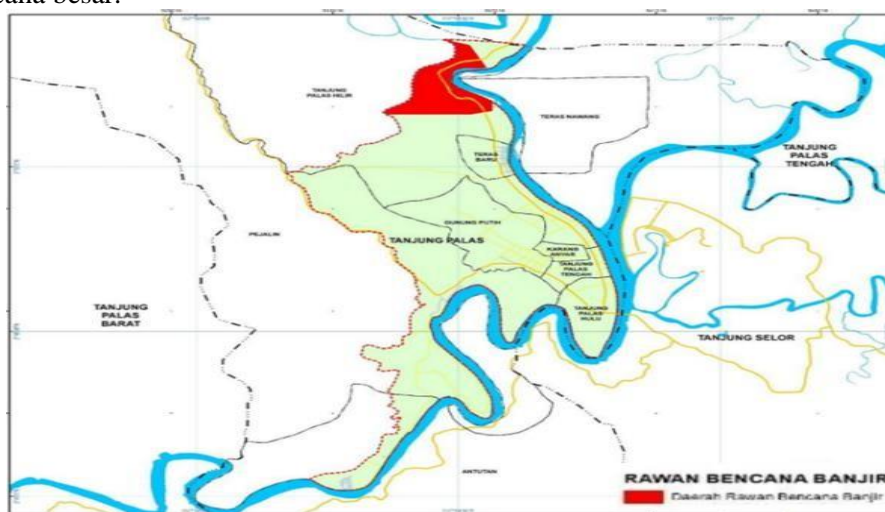 cana besar.
TANJUNG
PALAS HILIR
TERAS NAWANG
TERAS
BARU
TANJUNG
PALAS
TENGAH
GUNUNG PUTIH
PEJALIN
TANJUNG PALAS
KARANG
ANYAR
TANJUNG
PALAS
TENGAH
TANJUNG
PALAS
BARAT
TANJUNG
PALAS
HULU
TANJUNG SELOR
ANTUTAN
RAWAN BENCANA BANJIR
Daerah Rawan Bencana Banjir